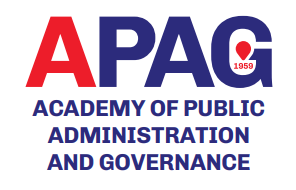 APAG
1959
ACADEMY OF PUBLIC
ADMINISTRATION
AND GOVERNANCE